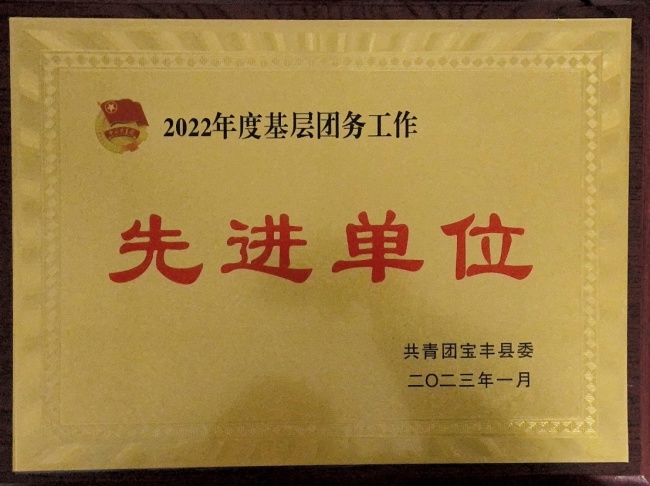 2022年度基层团务工作
先进单位
共青团宝丰县委
二〇二三年一月